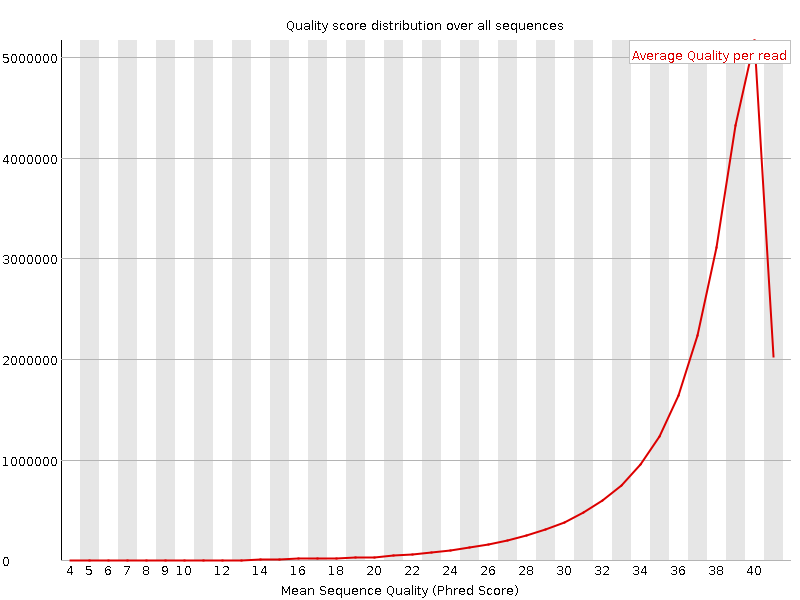 Quality score distribution over all sequences
Average Quality per read
5000000
4000000
3000000
2000000
1000000
0
4 5 6 7 8 9 10 12 14 16 18 20 22 24 26 28 30 32 34 36 38 40
Mean Sequence Quality (Phred Score)